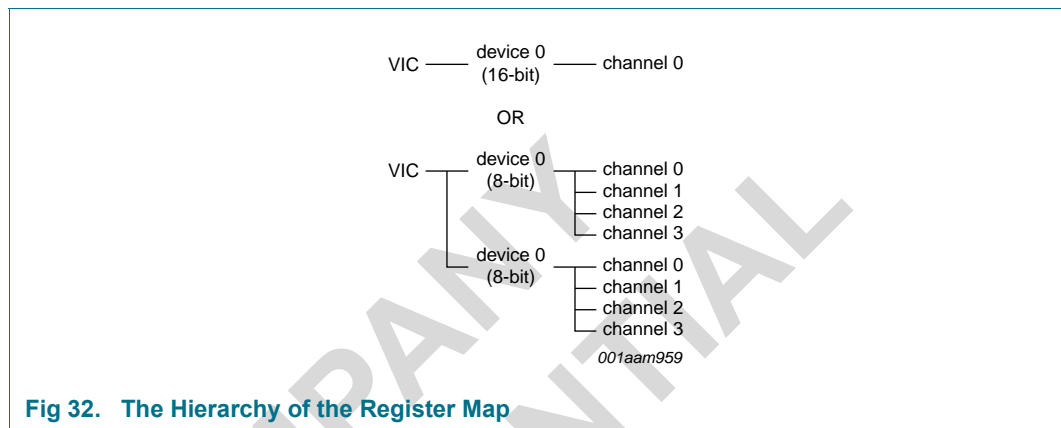 VIC device 0 (16-bit) channel 0
OR
VIC device 0 (8-bit) channel 0
channel 1
channel 2
channel 3
device 0 (8-bit) channel 0
channel 1
channel 2
channel 3
001aam959
Fig 32. The Hierarchy of the Register Map